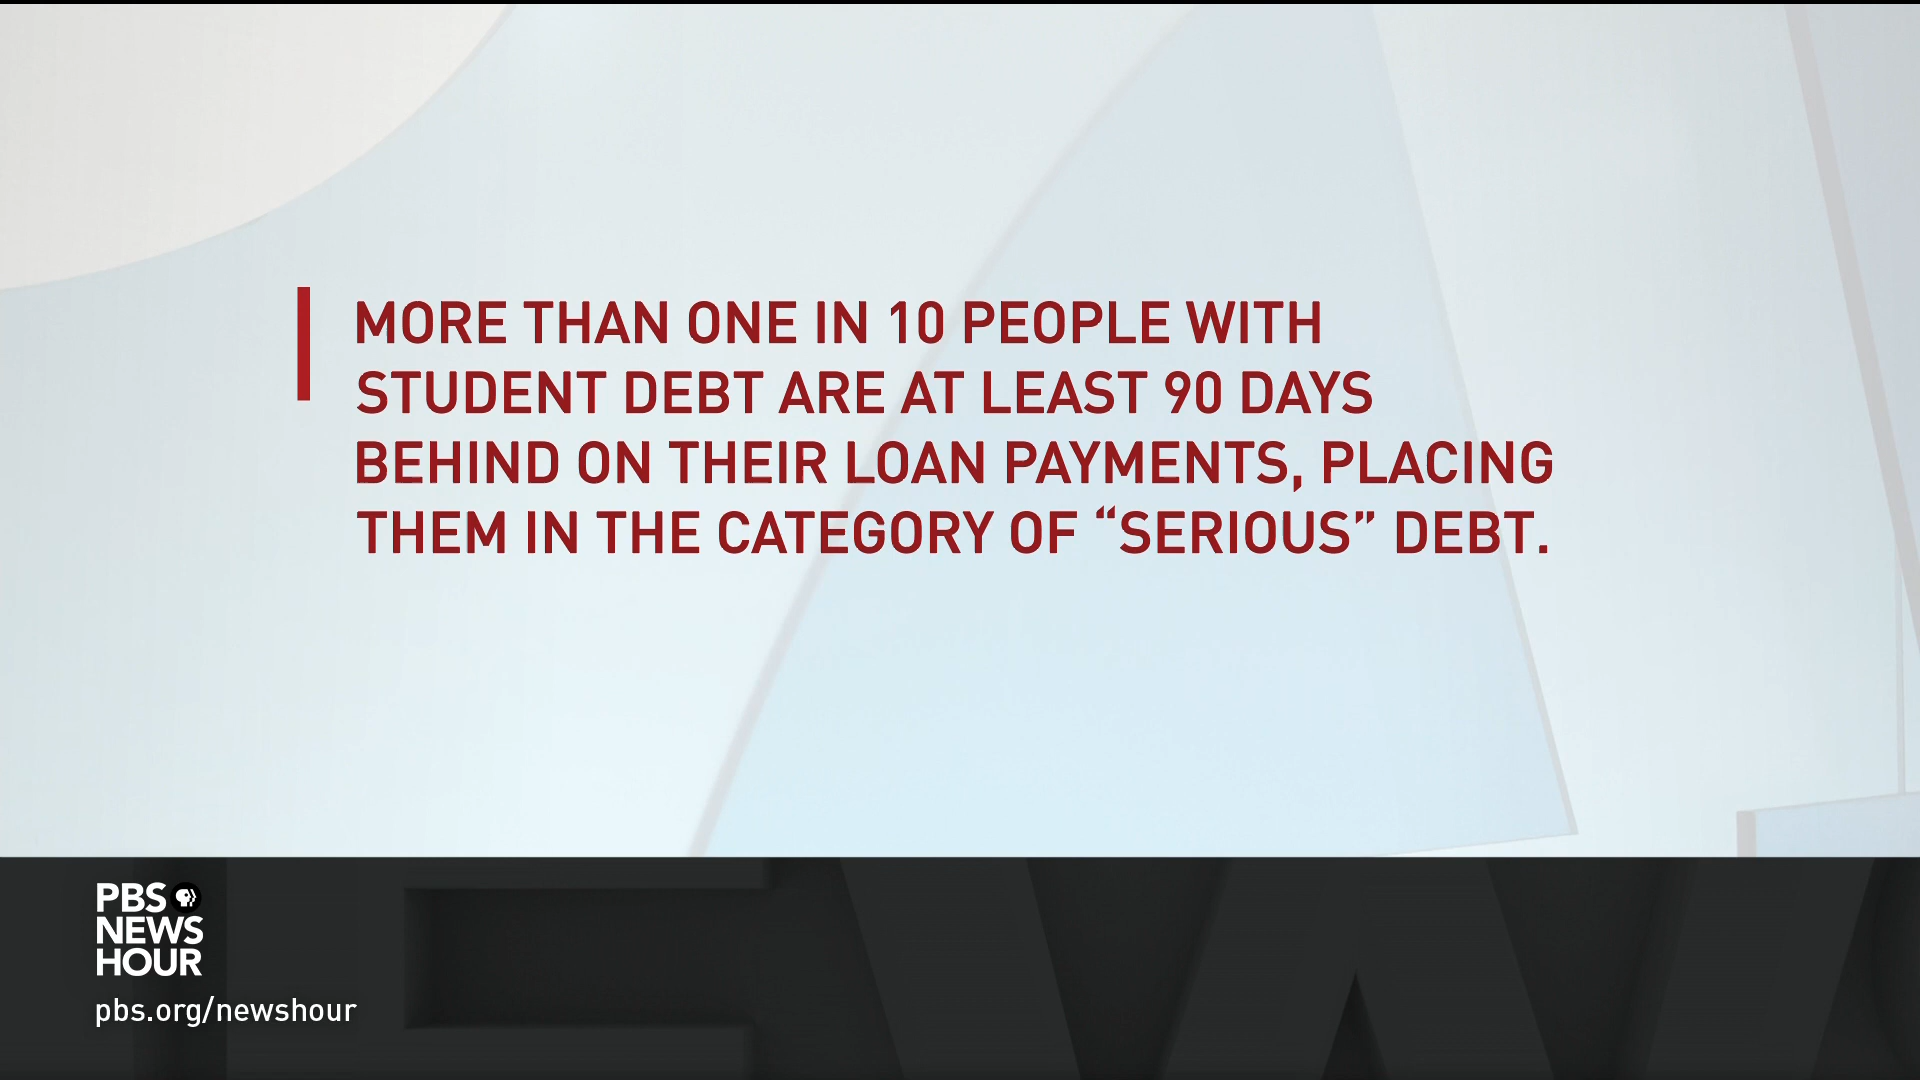 MORE THAN ONE IN 10 PEOPLE WITH
STUDENT DEBT ARE AT LEAST 90 DAYS
BEHIND ON THEIR LOAN PAYMENTS, PLACING
THEM IN THE CATEGORY OF “SERIOUS” DEBT.
PBS
NEWS
HOUR
pbs.org/newshour